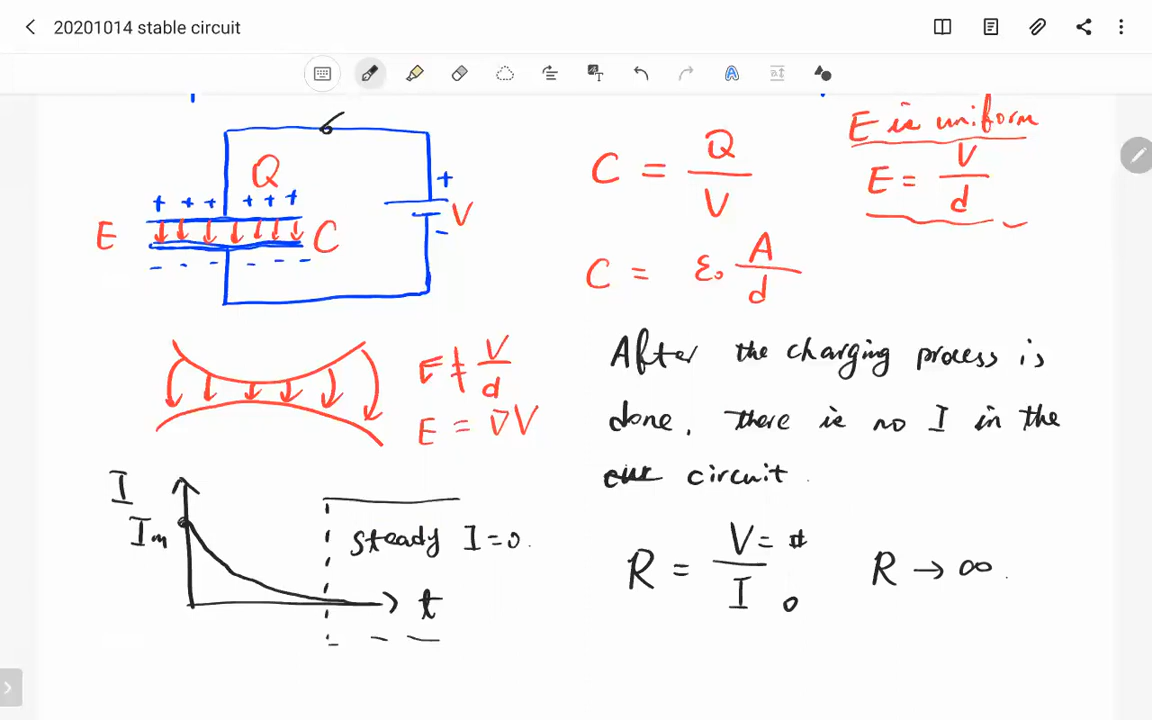 20201014 stable circuit
E is uniform
E = V/d
C = Q/V
C = ε₀ A/d
Q
+ + + + + +
E
C
- - - - - -
+
V
-
E ≠ V/d
E = ∇V
After the charging process is
done, there is no I in the
circuit.
I
Im
steady I=0.
t
R = V=#/I 0
R → ∞.